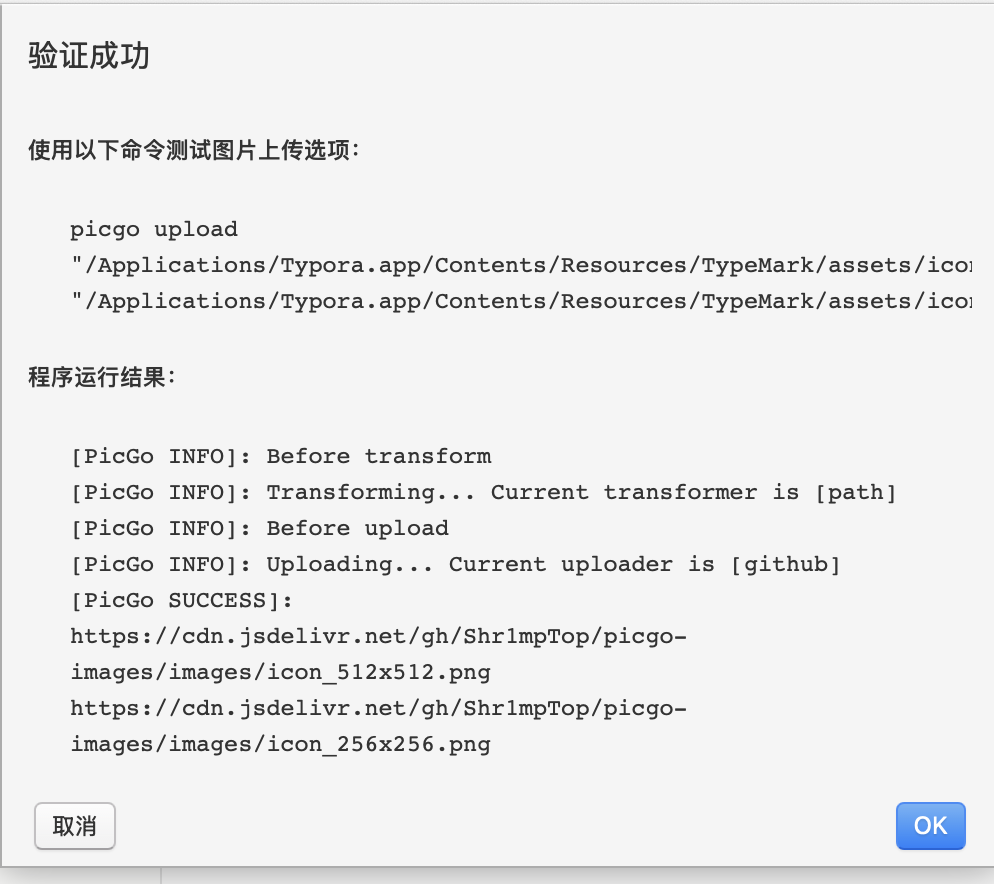 验证成功
使用以下命令测试图片上传选项：
picgo upload
"/Applications/Typora.app/Contents/Resources/TypeMark/assets/icon
"/Applications/Typora.app/Contents/Resources/TypeMark/assets/icon
程序运行结果：
[PicGo INFO]: Before transform
[PicGo INFO]: Transforming... Current transformer is [path]
[PicGo INFO]: Before upload
[PicGo INFO]: Uploading... Current uploader is [github]
[PicGo SUCCESS]:
https://cdn.jsdelivr.net/gh/Shr1mpTop/picgo-
images/images/icon_512x512.png
https://cdn.jsdelivr.net/gh/Shr1mpTop/picgo-
images/images/icon_256x256.png
取消
OK